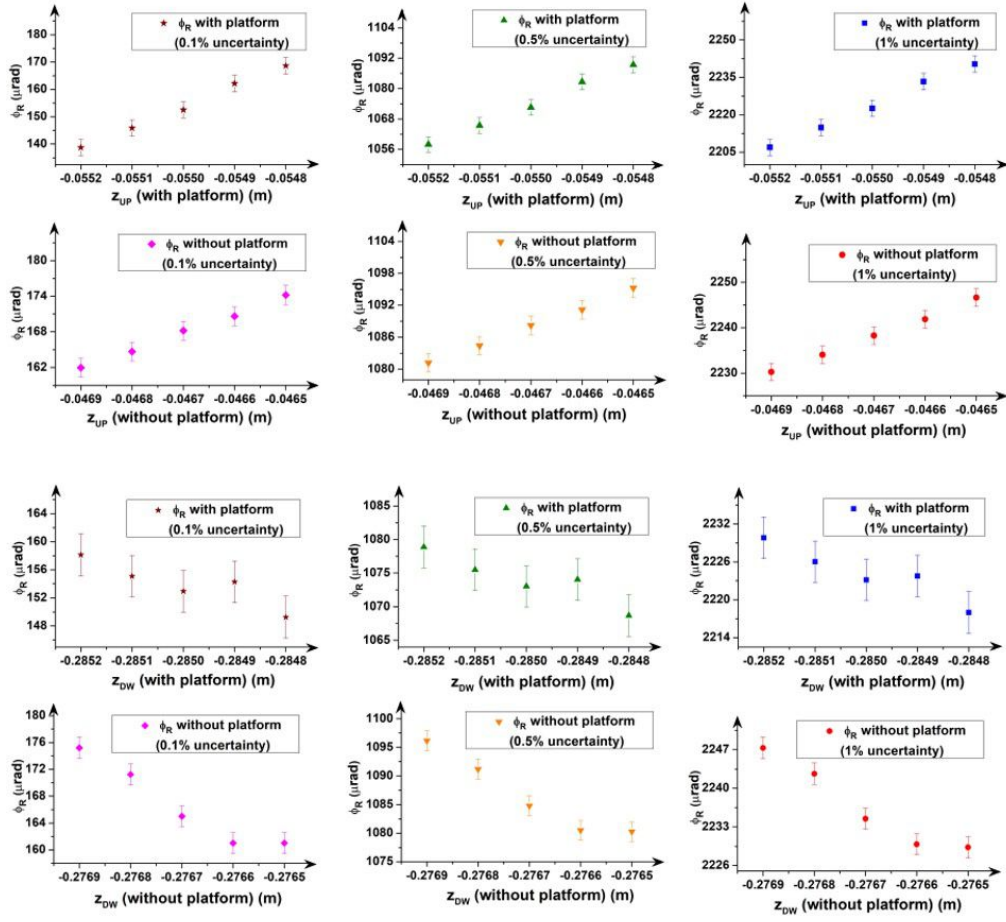 ϕR with platform
(0.1% uncertainty)
ϕR (μrad)
180
170
160
150
140
-0.0552
-0.0551
-0.0550
-0.0549
-0.0548
zUP (with platform) (m)
ϕR with platform
(0.5% uncertainty)
ϕR (μrad)
1104
1092
1080
1068
1056
-0.0552
-0.0551
-0.0550
-0.0549
-0.0548
zUP (with platform) (m)
ϕR with platform
(1% uncertainty)
ϕR (μrad)
2250
2235
2220
2205
-0.0552
-0.0551
-0.0550
-0.0549
-0.0548
zUP (with platform) (m)
ϕR without platform
(0.1% uncertainty)
ϕR (μrad)
180
174
168
162
-0.0469
-0.0468
-0.0467
-0.0466
-0.0465
zUP (without platform) (m)
ϕR without platform
(0.5% uncertainty)
ϕR (μrad)
1104
1098
1092
1086
1080
-0.0469
-0.0468
-0.0467
-0.0466
-0.0465
zUP (without platform) (m)
ϕR without platform
(1% uncertainty)
ϕR (μrad)
2250
2240
2230
-0.0469
-0.0468
-0.0467
-0.0466
-0.0465
zUP (without platform) (m)
ϕR with platform
(0.1% uncertainty)
ϕR (μrad)
164
160
156
152
148
-0.2852
-0.2851
-0.2850
-0.2849
-0.2848
zDW (with platform) (m)
ϕR with platform
(0.5% uncertainty)
ϕR (μrad)
1085
1080
1075
1070
1065
-0.2852
-0.2851
-0.2850
-0.2849
-0.2848
zDW (with platform) (m)
ϕR with platform
(1% uncertainty)
ϕR (μrad)
2232
2226
2220
2214
-0.2852
-0.2851
-0.2850
-0.2849
-0.2848
zDW (with platform) (m)
ϕR without platform
(0.1% uncertainty)
ϕR (μrad)
180
176
172
168
164
160
-0.2769
-0.2768
-0.2767
-0.2766
-0.2765
zDW (without platform) (m)
ϕR without platform
(0.5% uncertainty)
ϕR (μrad)
1100
1095
1090
1085
1080
1075
-0.2769
-0.2768
-0.2767
-0.2766
-0.2765
zDW (without platform) (m)
ϕR without platform
(1% uncertainty)
ϕR (μrad)
2247
2240
2233
2226
-0.2769
-0.2768
-0.2767
-0.2766
-0.2765
zDW (without platform) (m)